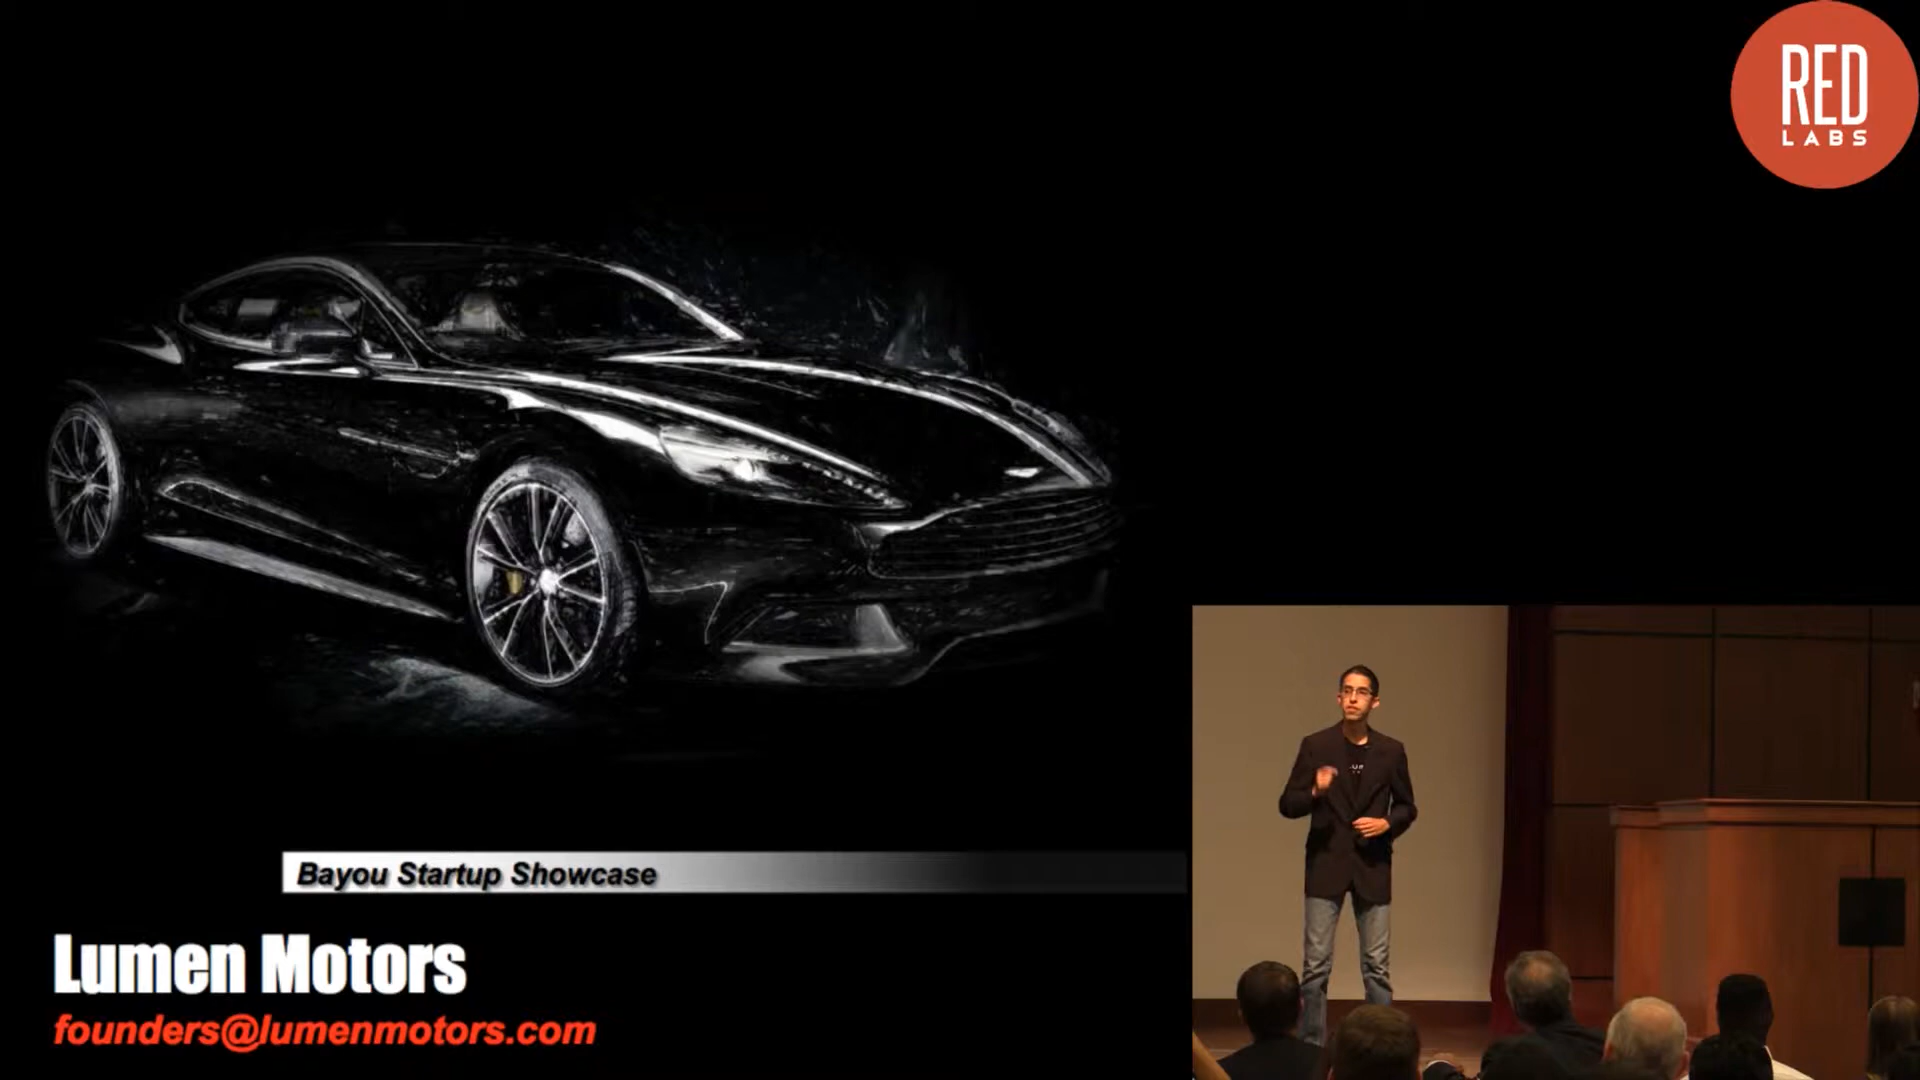 RED
LABS
Bayou Startup Showcase
Lumen Motors
founders@lumenmotors.com